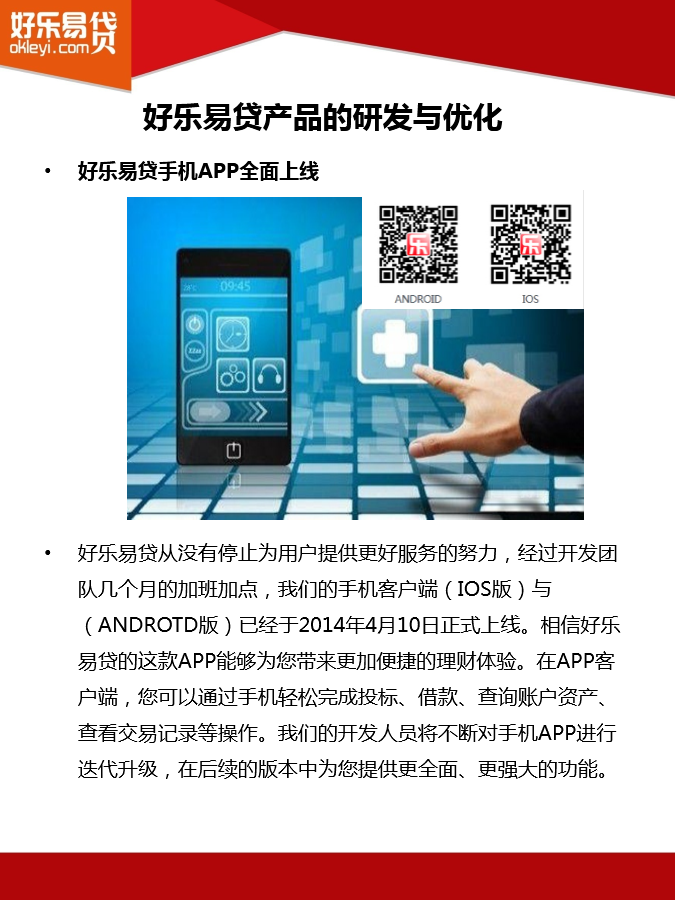 好乐易贷
okleyi.com
好乐易贷产品的研发与优化
• 好乐易贷手机APP全面上线
乐
乐
ANDROID
IOS
28°C
09:45
Zzzz
• 好乐易贷从没有停止为用户提供更好服务的努力，经过开发团
队几个月的加班加点，我们的手机客户端（IOS版）与
（ANDROTD版）已经于2014年4月10日正式上线。相信好乐
易贷的这款APP能够为您带来更加便捷的理财体验。在APP客
户端，您可以通过手机轻松完成投标、借款、查询账户资产、
查看交易记录等操作。我们的开发人员将不断对手机APP进行
迭代升级，在后续的版本中为您提供更全面、更强大的功能。